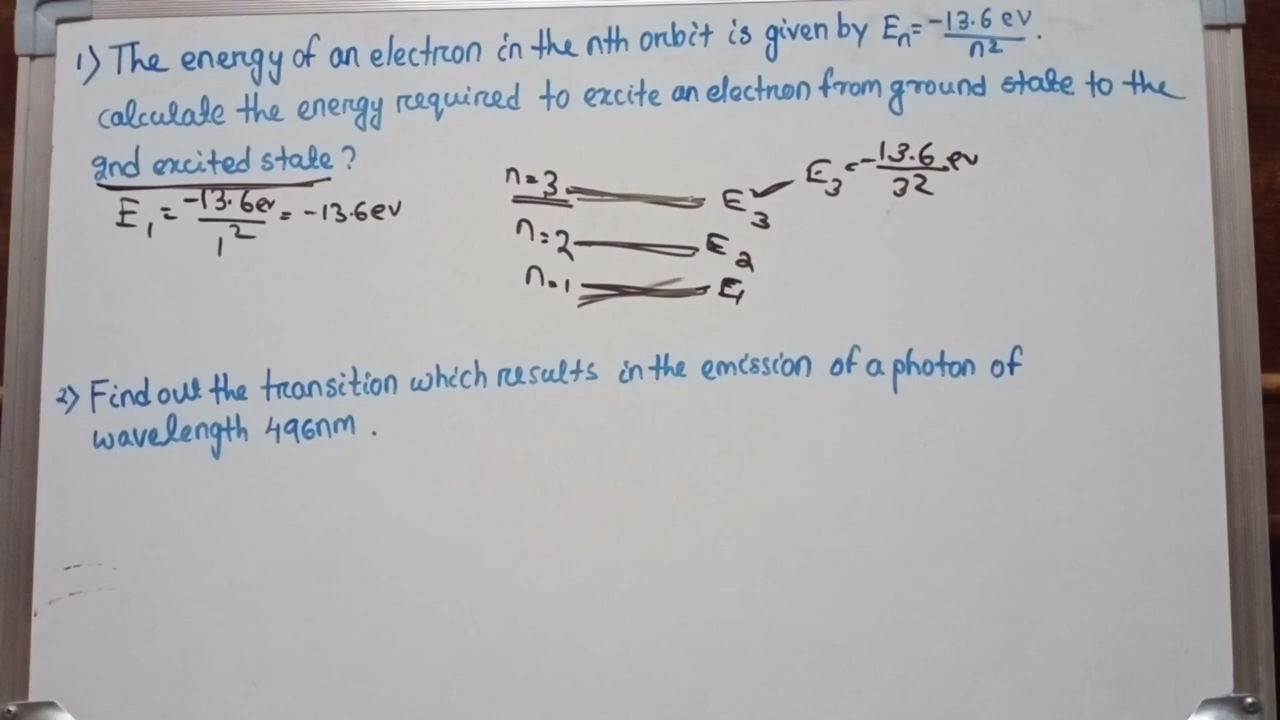 1) The energy of an electron in the nth orbit is given by Eₙ = -13.6 ev / n².
calculate the energy required to excite an electron from ground state to the
2nd excited state?
E₁ = -13.6ev / 1² = -13.6ev
n=3 E₃ E₃ = -13.6 / 3² ev
n=2 E₂
n=1 E₁
2) Find out the transition which results in the emission of a photon of
wavelength 496nm.